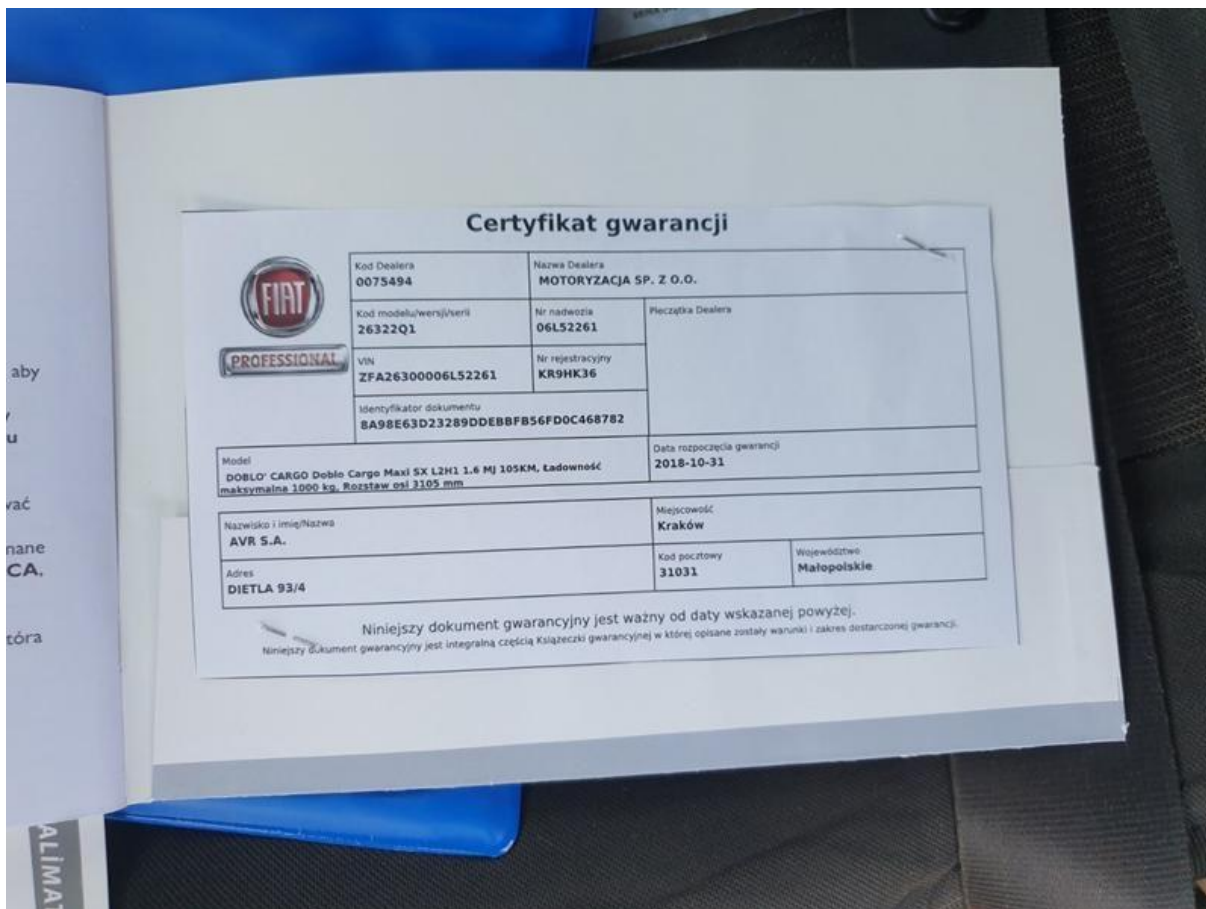 Certyfikat gwarancji
FIAT
PROFESSIONAL
Kod Dealera
0075494
Nazwa Dealera
MOTORYZACJA SP. Z O.O.
Kod modelu/wersji/serii
26322Q1
Nr nadwozia
06L52261
Pieczątka Dealera
VIN
ZFA26300006L52261
Nr rejestracyjny
KR9HK36
Identyfikator dokumentu
8A98E63D23289DDEBBFB56FD0C468782
Model
DOBLO' CARGO Doblo Cargo Maxi SX L2H1 1.6 MJ 105KM, Ładowność
maksymalna 1000 kg, Rozstaw osi 3105 mm
Data rozpoczęcia gwarancji
2018-10-31
Nazwisko i imię/Nazwa
AVR S.A.
Miejscowość
Kraków
Adres
DIETLA 93/4
Kod pocztowy
31031
Województwo
Małopolskie
Niniejszy dokument gwarancyjny jest ważny od daty wskazanej powyżej.
Niniejszy dokument gwarancyjny jest integralną częścią Książeczki gwarancyjnej w której opisane zostały warunki i zakres dostarczonej gwarancji.
aby
u
CA.